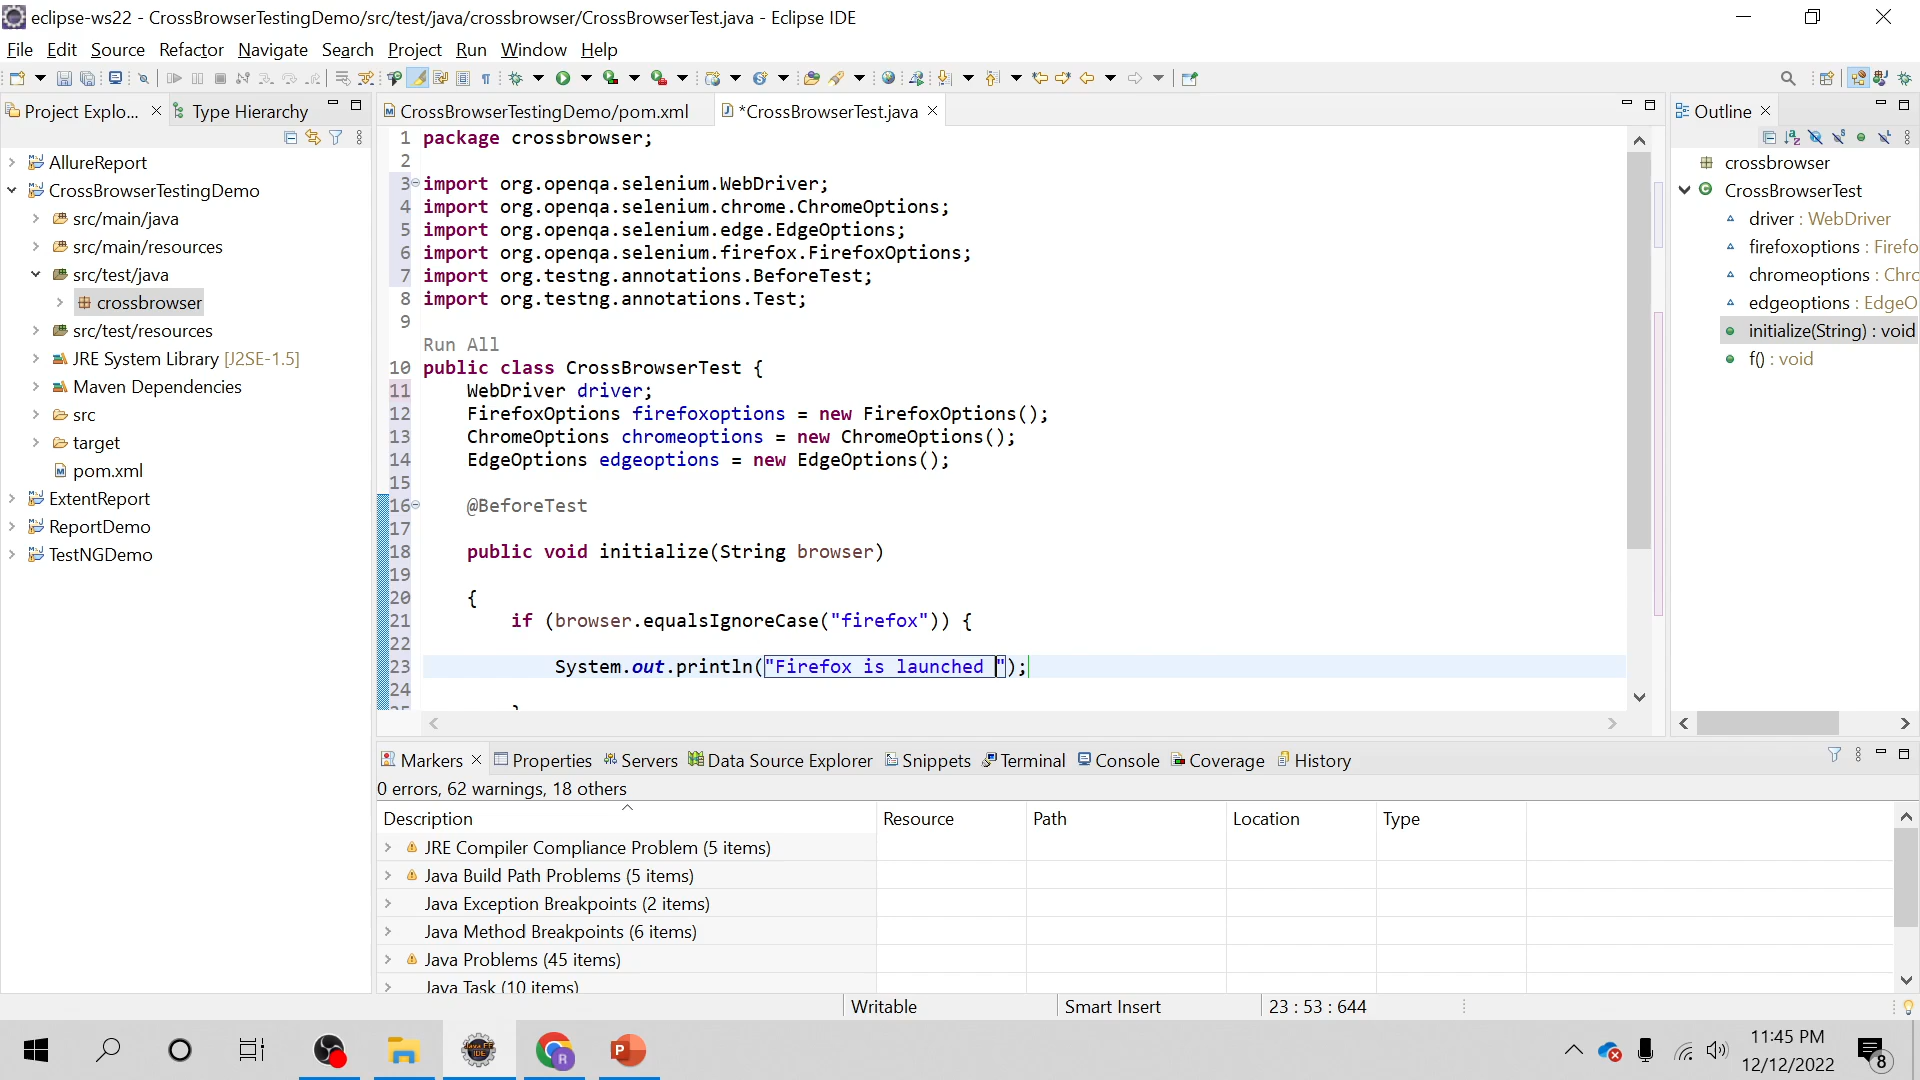 eclipse-ws22 - CrossBrowserTestingDemo/src/test/java/crossbrowser/CrossBrowserTest.java - Eclipse IDE
File Edit Source Refactor Navigate Search Project Run Window Help
Project Explo... Type Hierarchy
CrossBrowserTestingDemo/pom.xml *CrossBrowserTest.java
Outline
AllureReport
CrossBrowserTestingDemo
src/main/java
src/main/resources
src/test/java
crossbrowser
src/test/resources
JRE System Library [J2SE-1.5]
Maven Dependencies
src
target
pom.xml
ExtentReport
ReportDemo
TestNGDemo
1 package crossbrowser;
2
3 import org.openqa.selenium.WebDriver;
4 import org.openqa.selenium.chrome.ChromeOptions;
5 import org.openqa.selenium.edge.EdgeOptions;
6 import org.openqa.selenium.firefox.FirefoxOptions;
7 import org.testng.annotations.BeforeTest;
8 import org.testng.annotations.Test;
9
Run All
10 public class CrossBrowserTest {
11 WebDriver driver;
12 FirefoxOptions firefoxoptions = new FirefoxOptions();
13 ChromeOptions chromeoptions = new ChromeOptions();
14 EdgeOptions edgeoptions = new EdgeOptions();
15
16 @BeforeTest
17
18 public void initialize(String browser)
19
20 {
21 if (browser.equalsIgnoreCase("firefox")) {
22
23 System.out.println("Firefox is launched ");
24
crossbrowser
CrossBrowserTest
driver : WebDriver
firefoxoptions : Firefo
chromeoptions : Chro
edgeoptions : EdgeO
initialize(String) : void
f() : void
Markers Properties Servers Data Source Explorer Snippets Terminal Console Coverage History
0 errors, 62 warnings, 18 others
Description Resource Path Location Type
JRE Compiler Compliance Problem (5 items)
Java Build Path Problems (5 items)
Java Exception Breakpoints (2 items)
Java Method Breakpoints (6 items)
Java Problems (45 items)
Java Task (10 items)
Writable Smart Insert 23 : 53 : 644
11:45 PM
12/12/2022
8